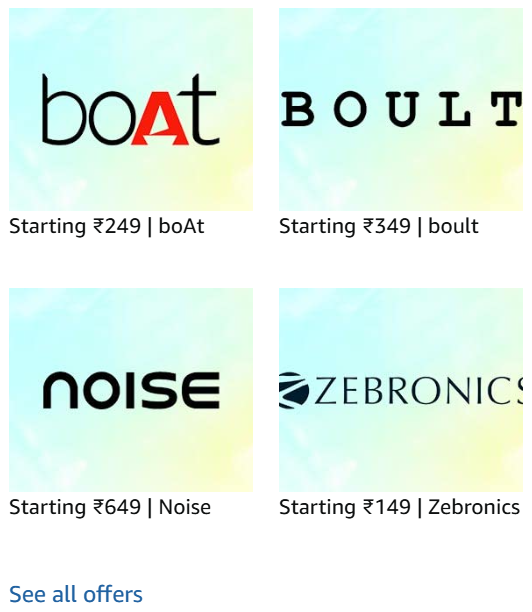 boAt
BOULT
Starting ₹249 | boAt
Starting ₹349 | boult
noise
ZEBRONICS
Starting ₹649 | Noise
Starting ₹149 | Zebronics
See all offers